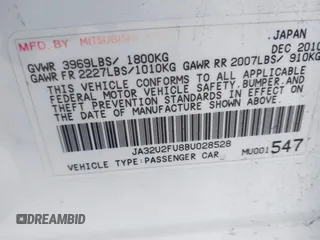 JAPAN
MFD. BY MITSUBISHI
DEC 2010
GVWR 3969LBS/ 1800KG
GAWR FR 2227LBS/1010KG GAWR RR 2007LBS/ 910KG
THIS VEHICLE CONFORMS TO ALL APPLICABLE
FEDERAL MOTOR VEHICLE SAFETY, BUMPER
AND THEFT PREVENTION STANDARDS IN EFFECT
ON THE DATE OF MANUFACTURE SHOWN ABOVE.
JA32U2FU8BU028528
VEHICLE TYPE:PASSENGER CAR
MU001547
DREAMBID
CARS & BIDS